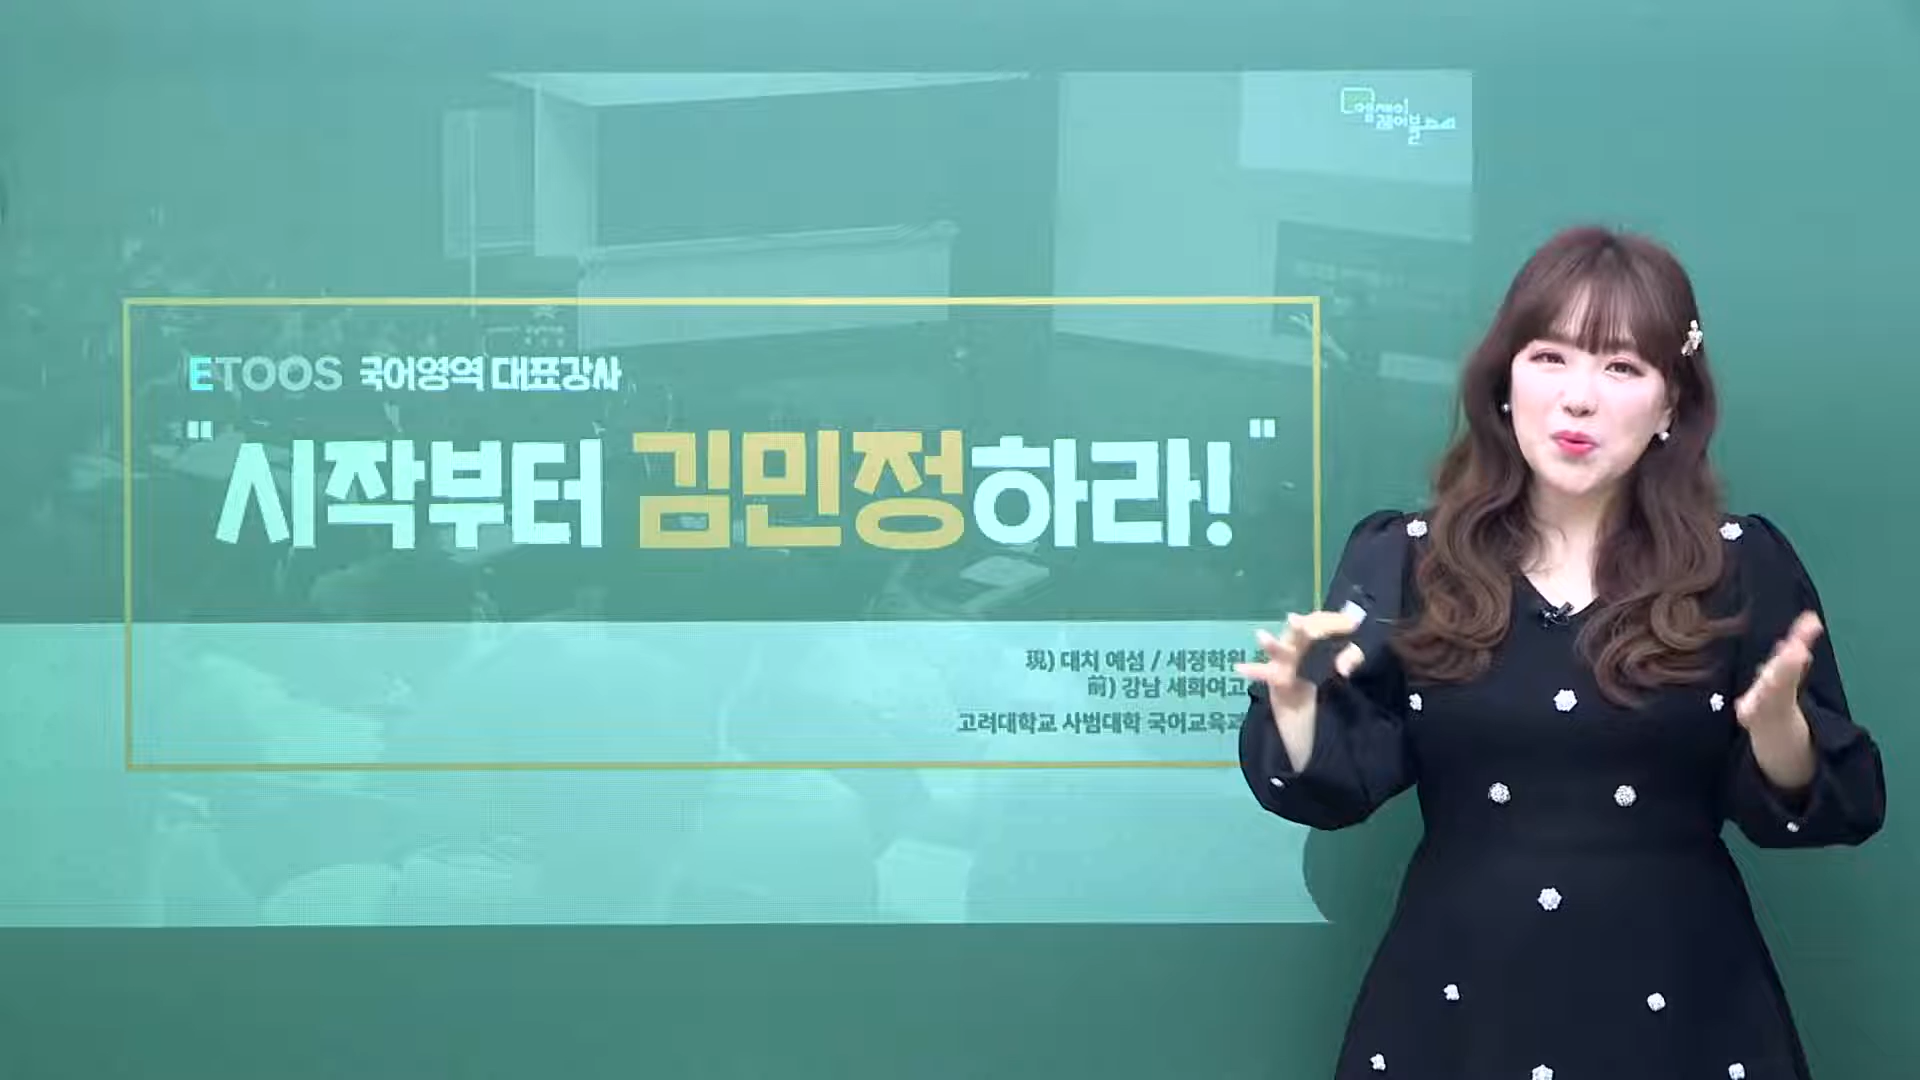 ETOOS 국어영역 대표강사
"시작부터 김민정하라!"
現) 대치 예섬 / 세정학원
前) 강남 세화여고
고려대학교 사범대학 국어교육과